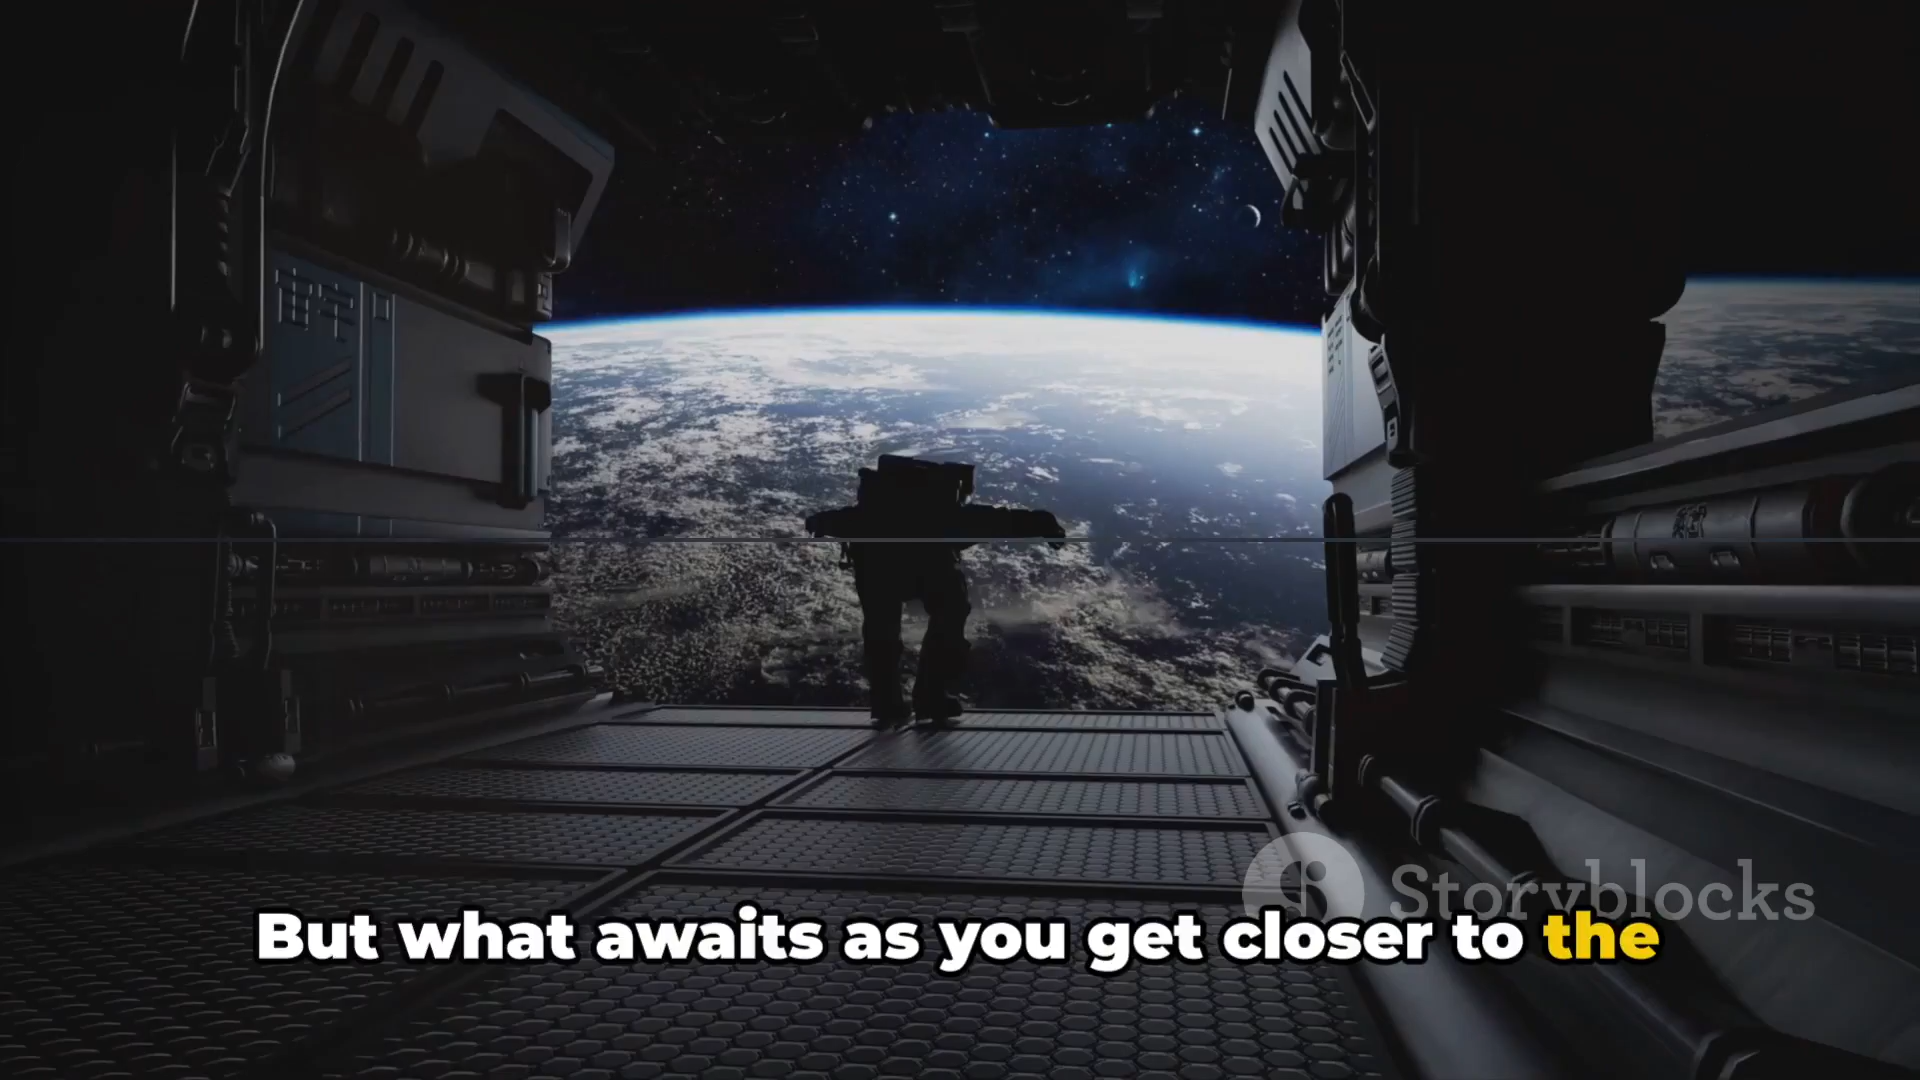 Storyblocks
But what awaits as you get closer to the